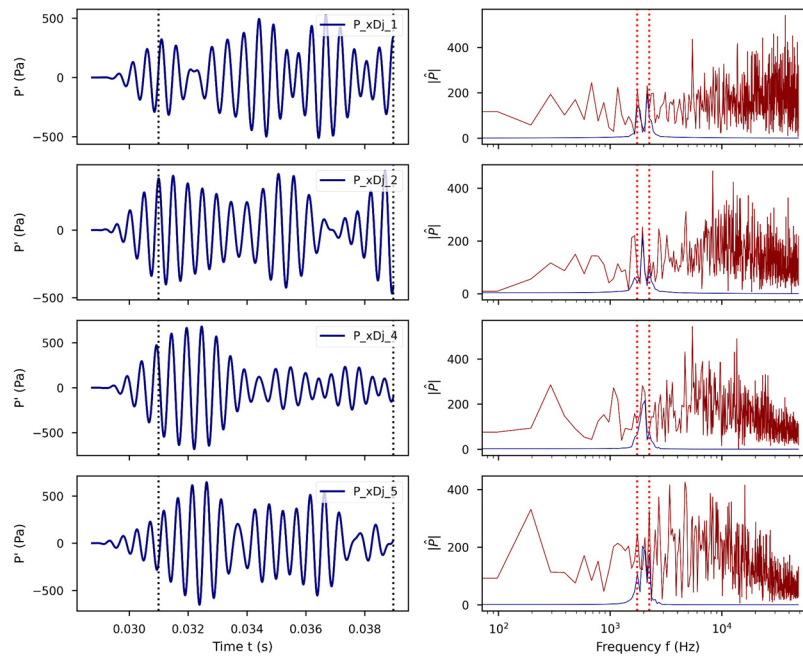 P_xDj_1
500
0
−500
P' (Pa)
400
200
0
|P̂|
P_xDj_2
0
−500
P' (Pa)
400
200
0
|P̂|
P_xDj_4
500
0
−500
P' (Pa)
400
200
0
|P̂|
P_xDj_5
500
0
−500
P' (Pa)
400
200
0
|P̂|
0.030 0.032 0.034 0.036 0.038
Time t (s)
10² 10³ 10⁴
Frequency f (Hz)